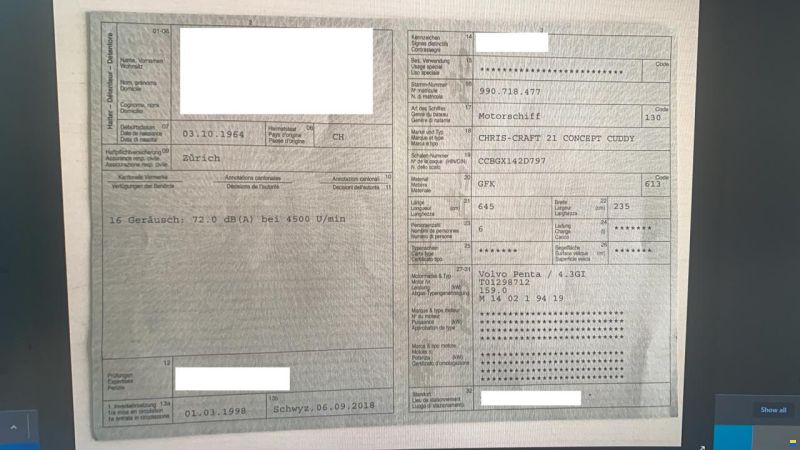 Halter – Détenteur – Detentore
01-06
Name, Vornamen
Wohnsitz
Nom, prénoms
Domicile
Cognome, nomi
Domicilio
Geburtsdatum 07
Date de naissance
Data di nascita
03.10.1964
Heimatstaat 08
Pays d'origine
Paese d'origine
CH
Haftpflichtversicherung 09
Assurance resp. civile
Assicurazione resp. civile
Zürich
Kantonale Vermerke Annotations cantonales Annotazioni cantonali 10
Verfügungen der Behörde Décisions de l'autorité Decisioni dell'autorità 11
16 Geräusch: 72.0 dB(A) bei 4500 U/min
12
Prüfungen
Expertises
Perizie
1. Inverkehrsetzung 13a
1re mise en circulation
1a entrata in circolazione
01.03.1998
13b
Schwyz, 06.09.2018
Kennzeichen 14
Signes distinctifs
Contrassegni
Bes. Verwendung 15
Usage spécial
Uso speciale
*************************
Code
Stamm-Nummer 16
N° matricule
N. di matricola
990.718.477
Art des Schiffes 17
Genre du bateau
Genere di natante
Motorschiff
Code
130
Marke und Typ 18
Marque et type
Marca e tipo
CHRIS-CRAFT 21 CONCEPT CUDDY
Schalen-Nummer 19
N° de la coque (HIN/CIN)
N. dello scafo
CCBGX142D797
Material 20
Matière
Materiale
GFK
Code
613
Länge 21
Longueur (cm)
Lunghezza
645
Breite 22
Largeur (cm)
Larghezza
235
Personenzahl 23
Nombre de personnes
Numero di persone
6
Ladung 24
Charge (t)
Carico
*******
Typenschein 25
Carte type
Certificato tipo
*******
Segelfläche 26
Surface vélique (m²)
Superficie velica
*******
27-31
Motormarke & Typ
Motor Nr.
Leistung (kW)
Abgas-Typengenehmigung
Volvo Penta / 4.3GI
T01298712
159.0
M 14 02 1 94 19
Marque & type moteur
N° du moteur
Puissance (kW)
Approbation de type
*************************
*************************
*************************
*************************
Marca & tipo motore
Motore n.
Potenza (kW)
Certificato d'omologazione
*************************
*************************
*************************
*************************
Standort 32
Lieu de stationnement
Luogo di stazionamento
Show all